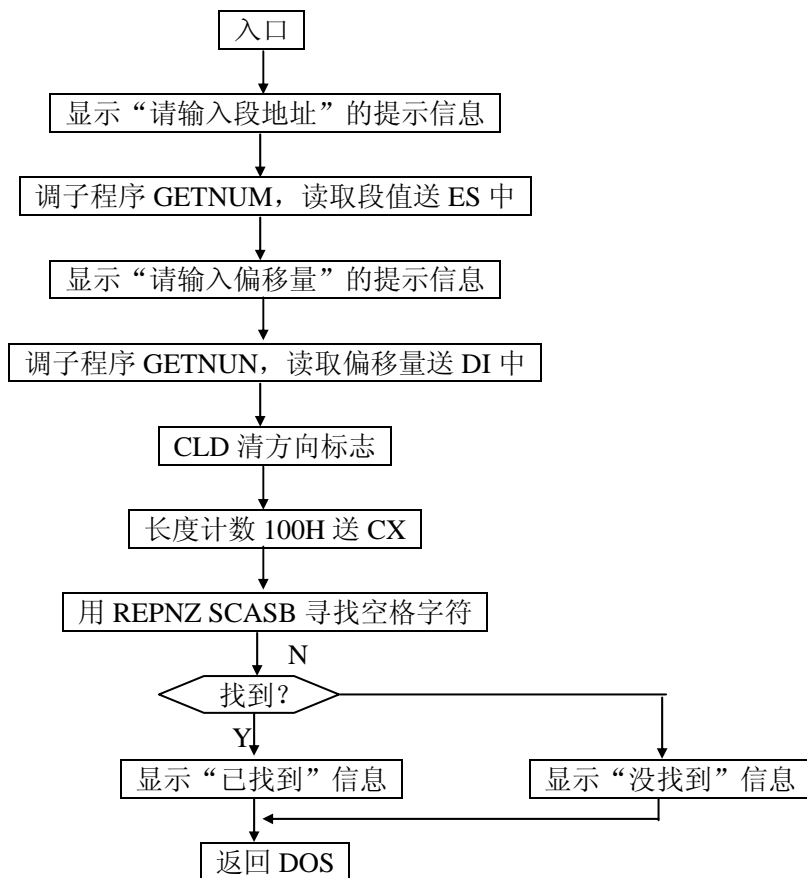 入口
显示“请输入段地址”的提示信息
调子程序 GETNUM，读取段值送 ES 中
显示“请输入偏移量”的提示信息
调子程序 GETNUN，读取偏移量送 DI 中
CLD 清方向标志
长度计数 100H 送 CX
用 REPNZ SCASB 寻找空格字符
N
找到？
Y
显示“已找到”信息
显示“没找到”信息
返回 DOS